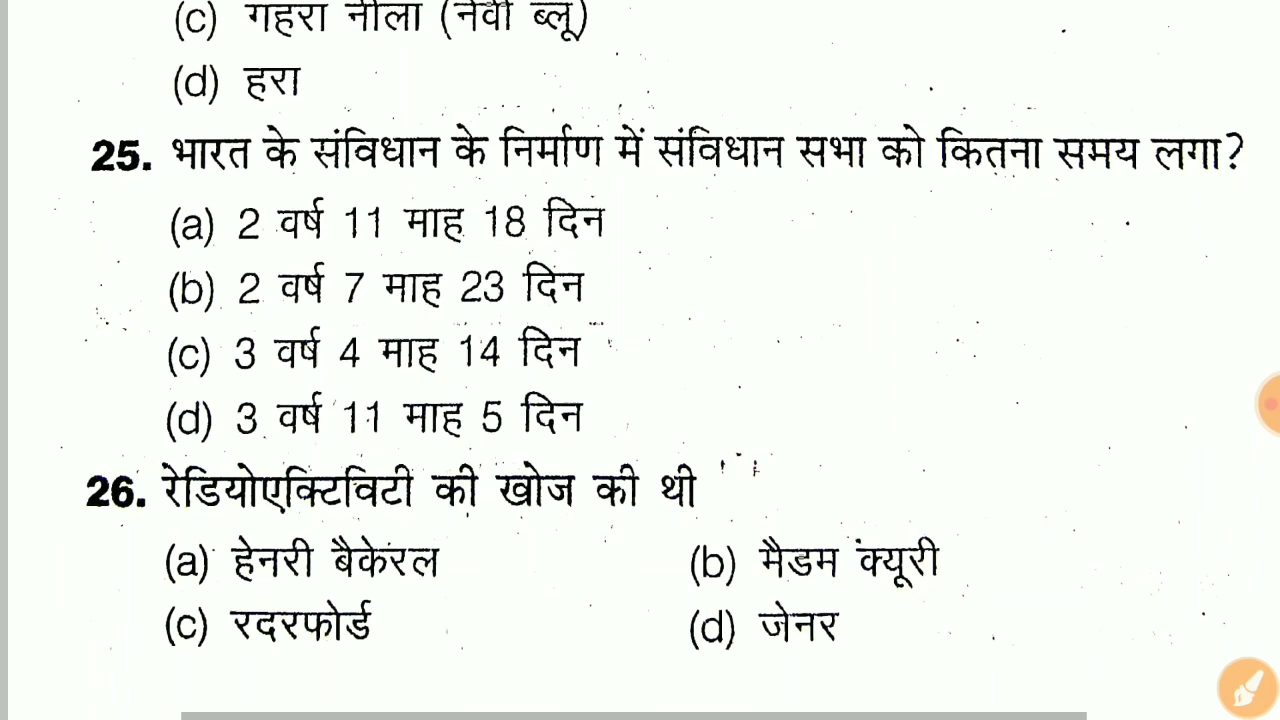 (c) गहरा नीला (नेवी ब्लू)
(d) हरा
25. भारत के संविधान के निर्माण में संविधान सभा को कितना समय लगा?
(a) 2 वर्ष 11 माह 18 दिन
(b) 2 वर्ष 7 माह 23 दिन
(c) 3 वर्ष 4 माह 14 दिन
(d) 3 वर्ष 11 माह 5 दिन
26. रेडियोएक्टिविटी की खोज की थी
(a) हेनरी बैकेरल (b) मैडम क्यूरी
(c) रदरफोर्ड (d) जेनर